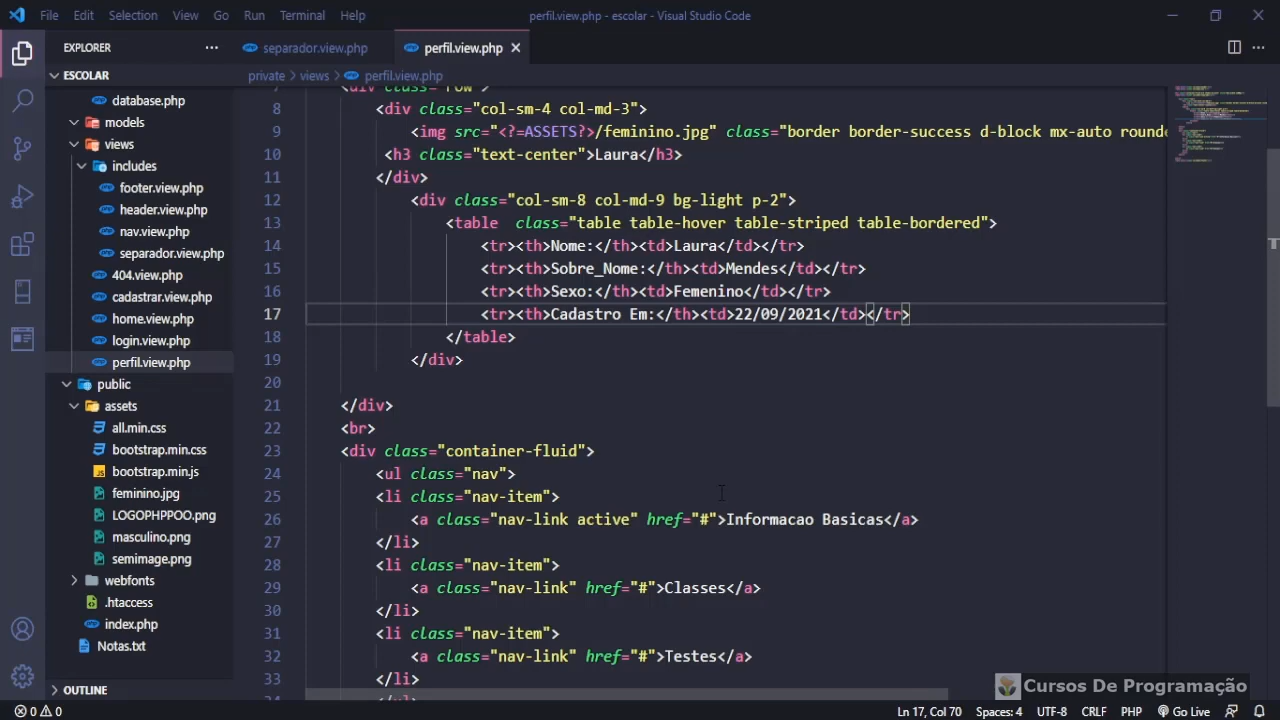 File Edit Selection View Go Run Terminal Help perfil.view.php - escolar - Visual Studio Code
EXPLORER
separador.view.php perfil.view.php
ESCOLAR
private > views > perfil.view.php
database.php
models
views
includes
footer.view.php
header.view.php
nav.view.php
separador.view.php
404.view.php
cadastrar.view.php
home.view.php
login.view.php
perfil.view.php
public
assets
all.min.css
bootstrap.min.css
bootstrap.min.js
feminino.jpg
LOGOPHPPOO.png
masculino.png
semimage.png
webfonts
.htaccess
index.php
Notas.txt
OUTLINE
8 <div class="col-sm-4 col-md-3">
9 <img src="<?=ASSETS?>/feminino.jpg" class="border border-success d-block mx-auto rounde
10 <h3 class="text-center">Laura</h3>
11 </div>
12 <div class="col-sm-8 col-md-9 bg-light p-2">
13 <table  class="table table-hover table-striped table-bordered">
14 <tr><th>Nome:</th><td>Laura</td></tr>
15 <tr><th>Sobre_Nome:</th><td>Mendes</td></tr>
16 <tr><th>Sexo:</th><td>Femenino</td></tr>
17 <tr><th>Cadastro Em:</th><td>22/09/2021</td></tr>
18 </table>
19 </div>
20
21 </div>
22 <br>
23 <div class="container-fluid">
24 <ul class="nav">
25 <li class="nav-item">
26 <a class="nav-link active" href="#">Informacao Basicas</a>
27 </li>
28 <li class="nav-item">
29 <a class="nav-link" href="#">Classes</a>
30 </li>
31 <li class="nav-item">
32 <a class="nav-link" href="#">Testes</a>
33 </li>
Cursos De Programação
0 0 Ln 17, Col 70 Spaces: 4 UTF-8 CRLF PHP Go Live